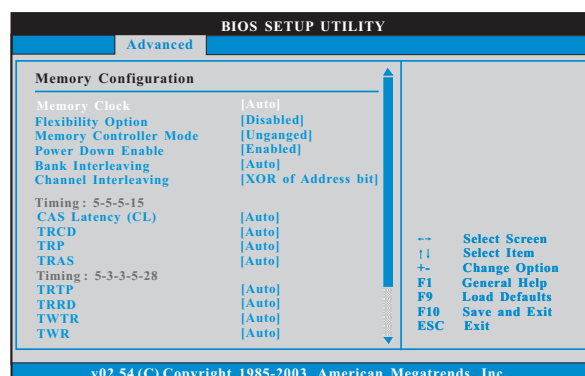 BIOS SETUP UTILITY
Advanced
Memory Configuration
Memory Clock [Auto]
Flexibility Option [Disabled]
Memory Controller Mode [Unganged]
Power Down Enable [Enabled]
Bank Interleaving [Auto]
Channel Interleaving [XOR of Address bit]
Timing : 5-5-5-15
CAS Latency (CL) [Auto]
TRCD [Auto]
TRP [Auto]
TRAS [Auto]
Timing : 5-3-3-5-28
TRTP [Auto]
TRRD [Auto]
TWTR [Auto]
TWR [Auto]
←→ Select Screen
↑↓ Select Item
+- Change Option
F1 General Help
F9 Load Defaults
F10 Save and Exit
ESC Exit
v02.54 (C) Copyright 1985-2003, American Megatrends, Inc.